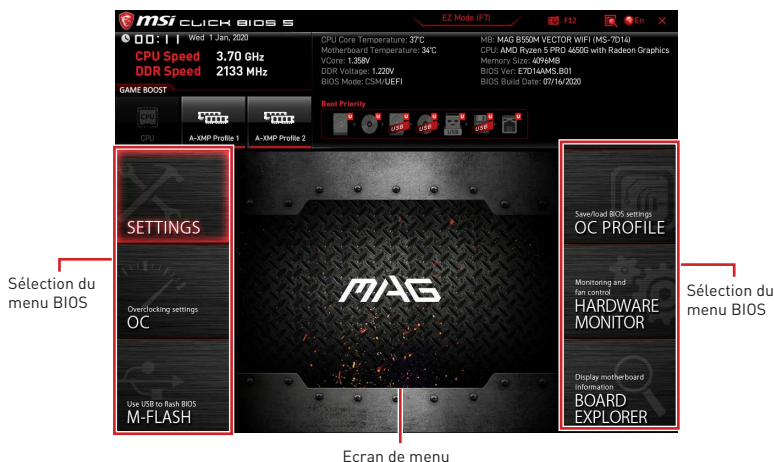 msi CLICK BIOS 5
EZ Mode (F7)
F12
En
X
Wed 1 Jan, 2020
CPU Speed 3.70 GHz
DDR Speed 2133 MHz
CPU Core Temperature: 37°C
Motherboard Temperature: 34°C
VCore: 1.358V
DDR Voltage: 1.220V
BIOS Mode: CSM/UEFI
MB: MAG B550M VECTOR WIFI (MS-7D14)
CPU: AMD Ryzen 5 PRO 4650G with Radeon Graphics
Memory Size: 4096MB
BIOS Ver: E7D14AMS.B01
BIOS Build Date: 07/16/2020
GAME BOOST
CPU
CPU
A-XMP Profile 1
A-XMP Profile 2
Boot Priority
U U U U U U U
USB USB USB USB
SETTINGS
Overclocking settings
OC
Use USB to flash BIOS
M-FLASH
MAG
Save/load BIOS settings
OC PROFILE
Monitoring and
fan control
HARDWARE
MONITOR
Display motherboard
information
BOARD
EXPLORER
Sélection du
menu BIOS
Sélection du
menu BIOS
Ecran de menu